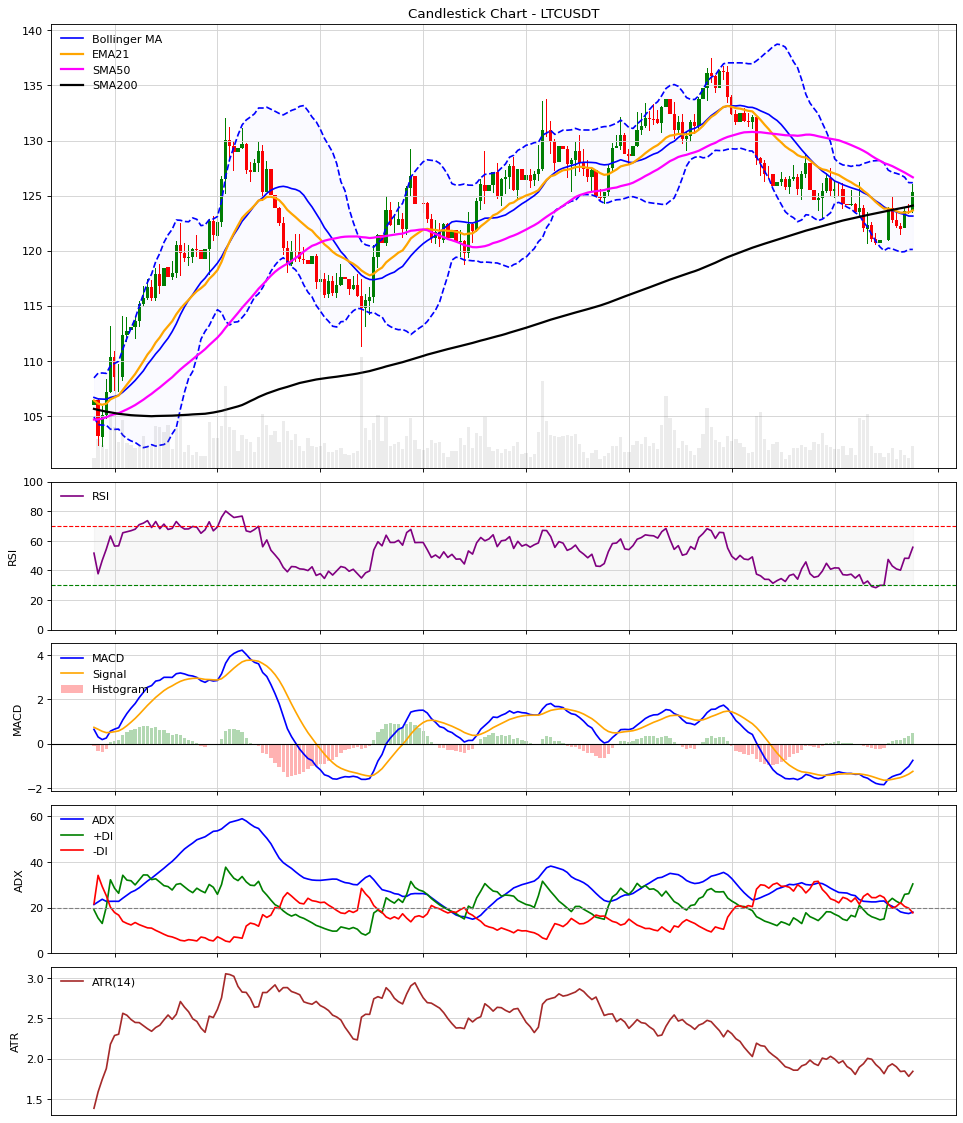 Candlestick Chart - LTCUSDT
Bollinger MA
EMA21
SMA50
SMA200
140
135
130
125
120
115
110
105
RSI
100
80
60
40
20
0
RSI
MACD
Signal
Histogram
4
2
0
−2
MACD
ADX
+DI
-DI
60
40
20
0
ADX
ATR(14)
3.0
2.5
2.0
1.5
ATR